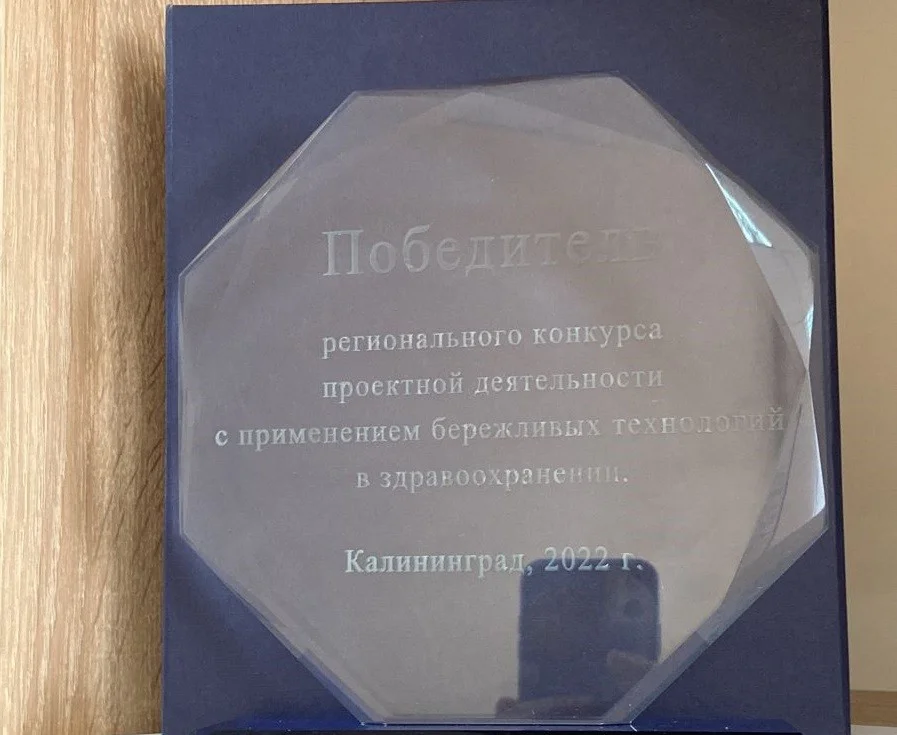 Победитель
регионального конкурса
проектной деятельности
с применением бережливых технологий
в здравоохранении.
Калининград, 2022 г.